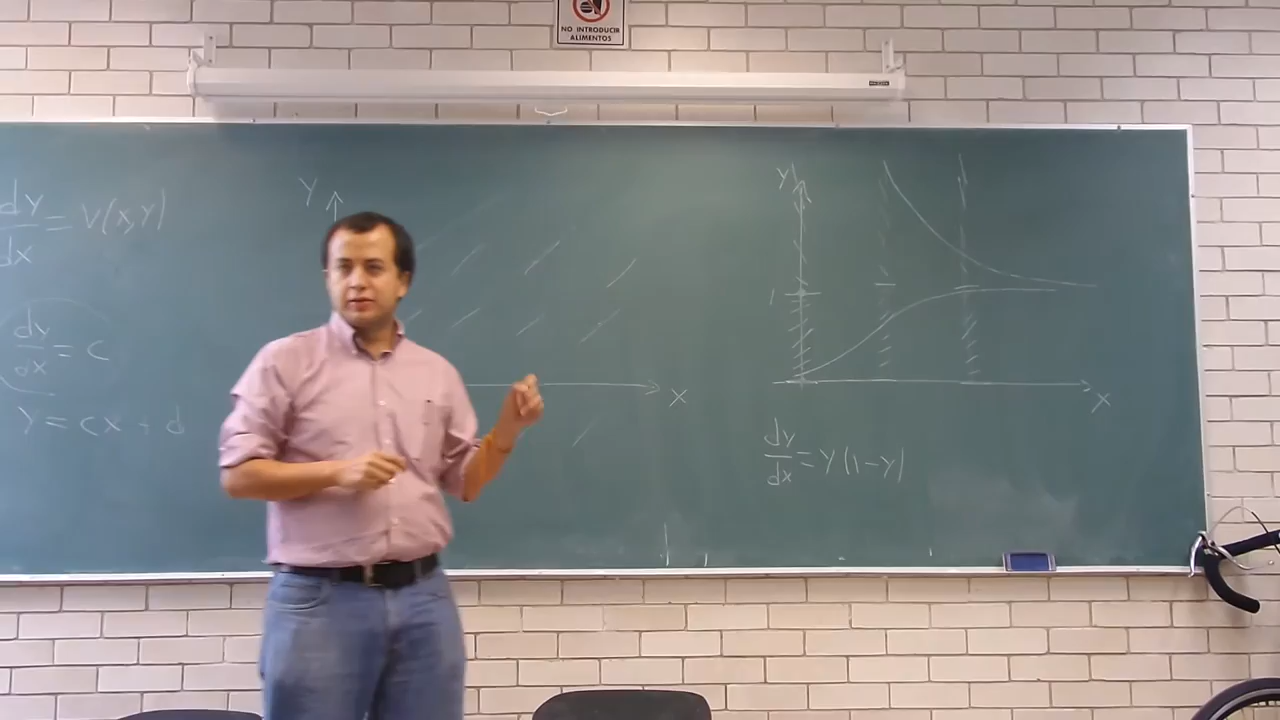 NO INTRODUCIR
ALIMENTOS
dy/dx = V(x,y)
dy/dx = c
y = cx + d
y
x
y
1
x
dy/dx = y(1-y)